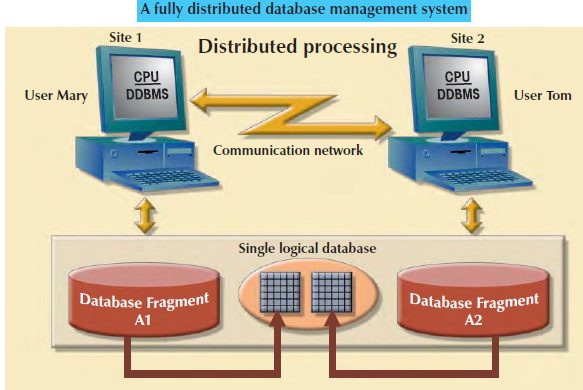 A fully distributed database management system
Site 1
Distributed processing
Site 2
User Mary
CPU
DDBMS
CPU
DDBMS
User Tom
Communication network
Single logical database
Database Fragment
A1
Database Fragment
A2